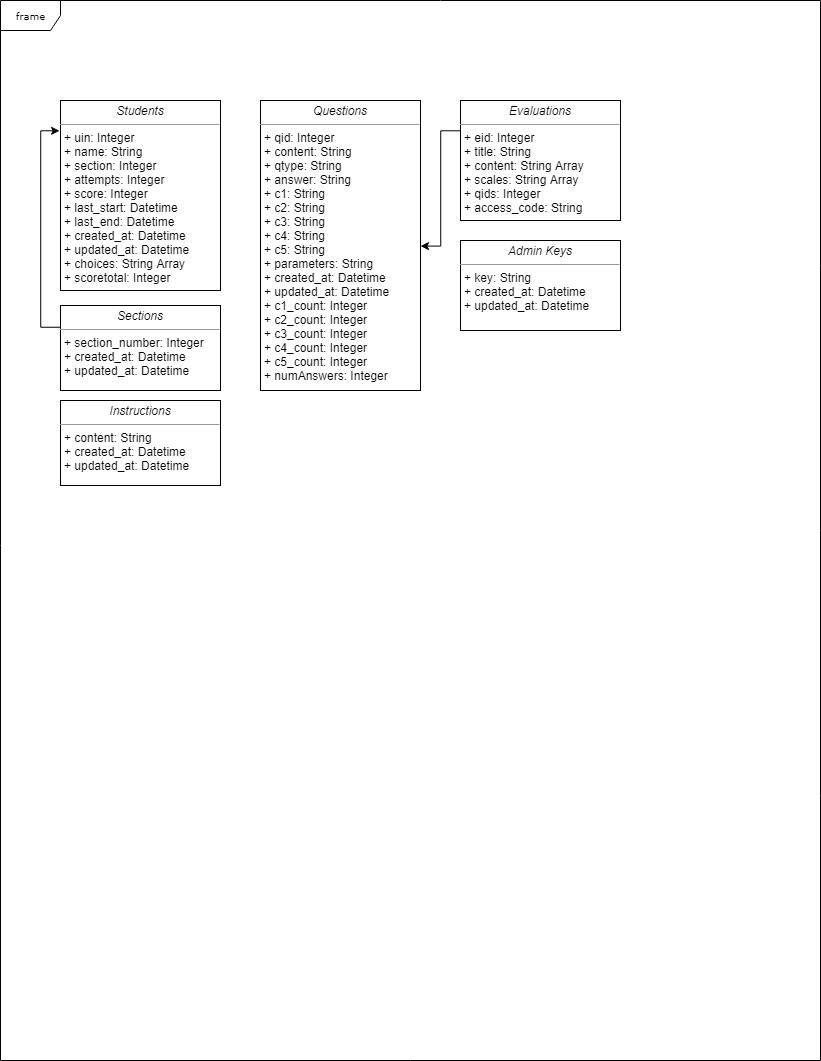 frame
Students
+ uin: Integer
+ name: String
+ section: Integer
+ attempts: Integer
+ score: Integer
+ last_start: Datetime
+ last_end: Datetime
+ created_at: Datetime
+ updated_at: Datetime
+ choices: String Array
+ scoretotal: Integer
Sections
+ section_number: Integer
+ created_at: Datetime
+ updated_at: Datetime
Instructions
+ content: String
+ created_at: Datetime
+ updated_at: Datetime
Questions
+ qid: Integer
+ content: String
+ qtype: String
+ answer: String
+ c1: String
+ c2: String
+ c3: String
+ c4: String
+ c5: String
+ parameters: String
+ created_at: Datetime
+ updated_at: Datetime
+ c1_count: Integer
+ c2_count: Integer
+ c3_count: Integer
+ c4_count: Integer
+ c5_count: Integer
+ numAnswers: Integer
Evaluations
+ eid: Integer
+ title: String
+ content: String Array
+ scales: String Array
+ qids: Integer
+ access_code: String
Admin Keys
+ key: String
+ created_at: Datetime
+ updated_at: Datetime